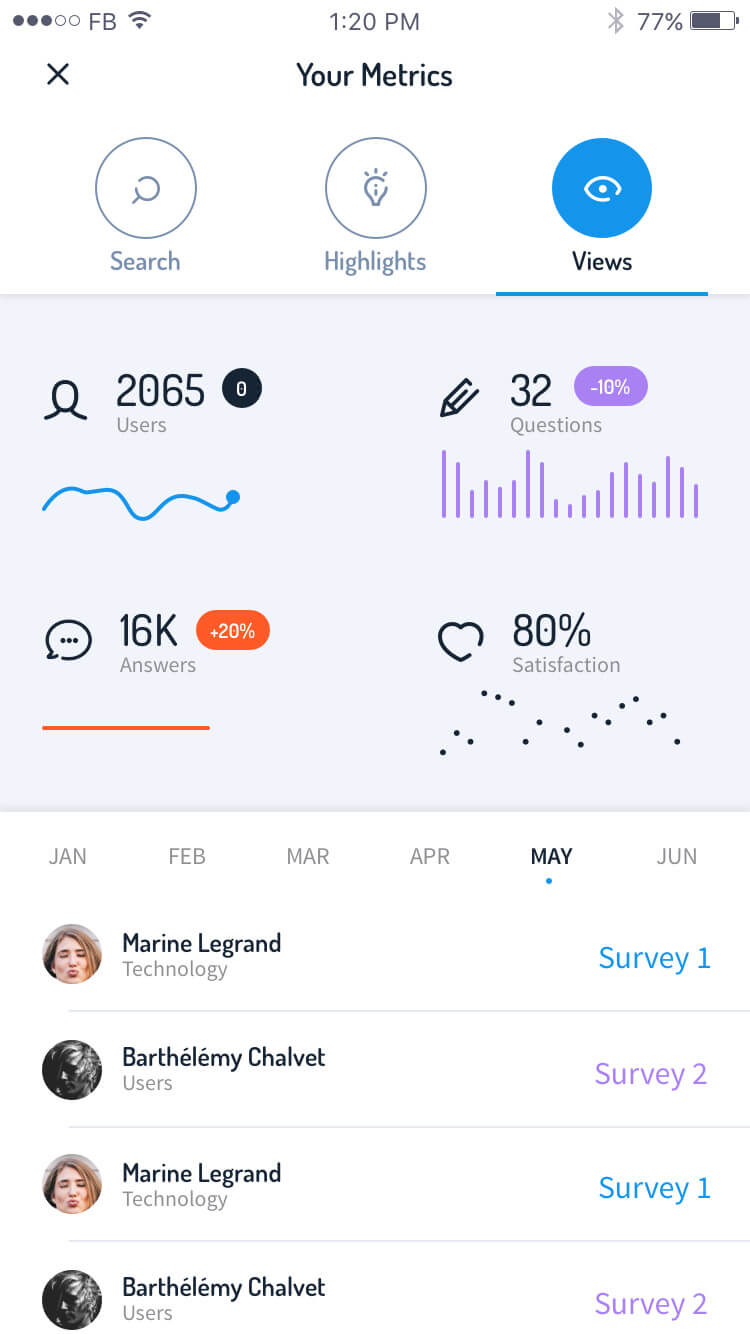 FB 1:20 PM 77%
Your Metrics
Search Highlights Views
2065 0
Users
32 -10%
Questions
16K +20%
Answers
80%
Satisfaction
JAN FEB MAR APR MAY JUN
Marine Legrand
Technology
Survey 1
Barthélémy Chalvet
Users
Survey 2
Marine Legrand
Technology
Survey 1
Barthélémy Chalvet
Users
Survey 2